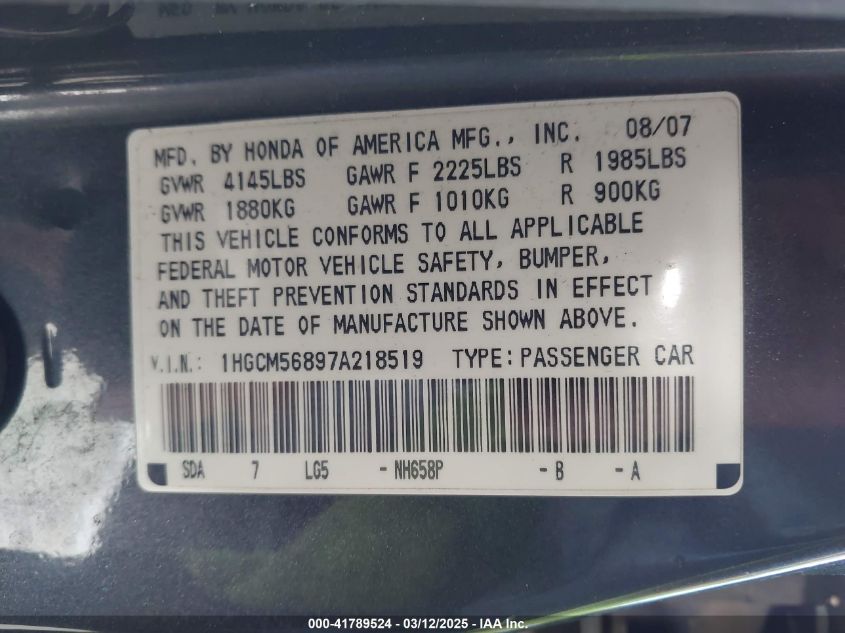 MFD. BY HONDA OF AMERICA MFG., INC. 08/07
GVWR 4145LBS GAWR F 2225LBS R 1985LBS
GVWR 1880KG GAWR F 1010KG R 900KG
THIS VEHICLE CONFORMS TO ALL APPLICABLE
FEDERAL MOTOR VEHICLE SAFETY, BUMPER,
AND THEFT PREVENTION STANDARDS IN EFFECT
ON THE DATE OF MANUFACTURE SHOWN ABOVE.
V.I.N.: 1HGCM56897A218519 TYPE:PASSENGER CAR
SDA 7 LG5 -NH658P -B -A
000-41789524 - 03/12/2025 - IAA Inc.